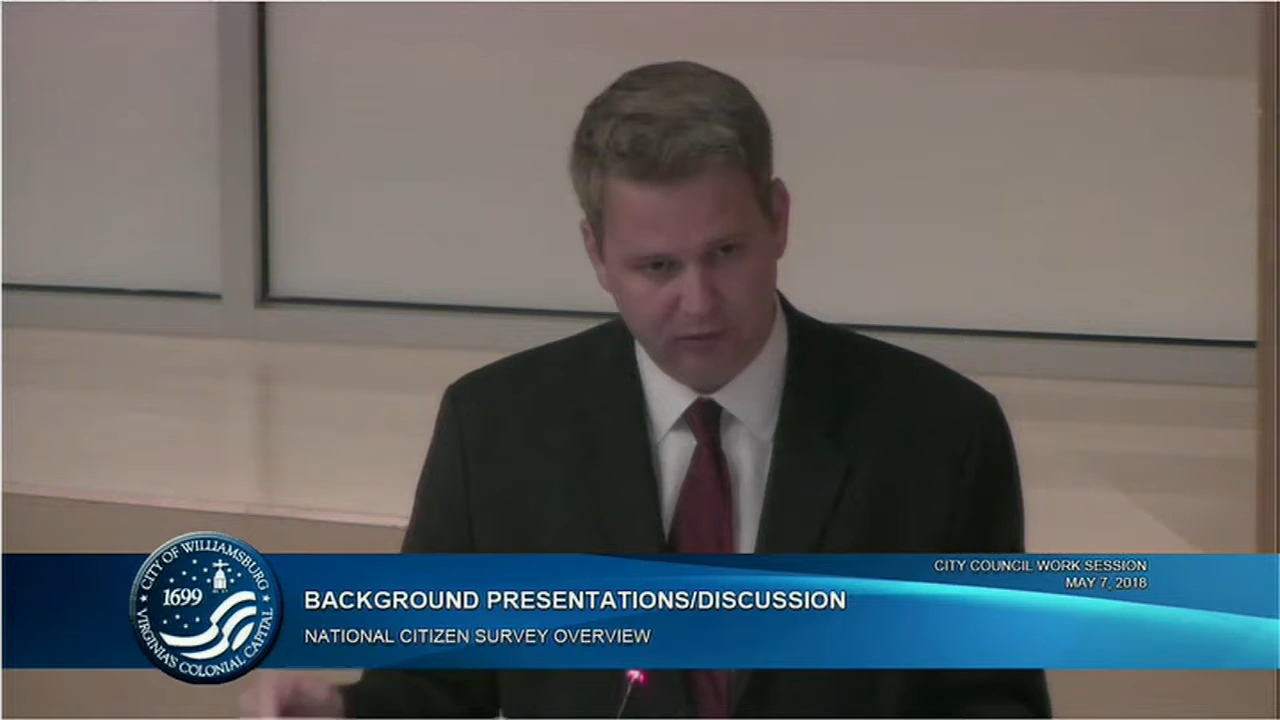 CITY OF WILLIAMSBURG
1699
VIRGINIA'S COLONIAL CAPITAL
CITY COUNCIL WORK SESSION
MAY 7, 2018
BACKGROUND PRESENTATIONS/DISCUSSION
NATIONAL CITIZEN SURVEY OVERVIEW